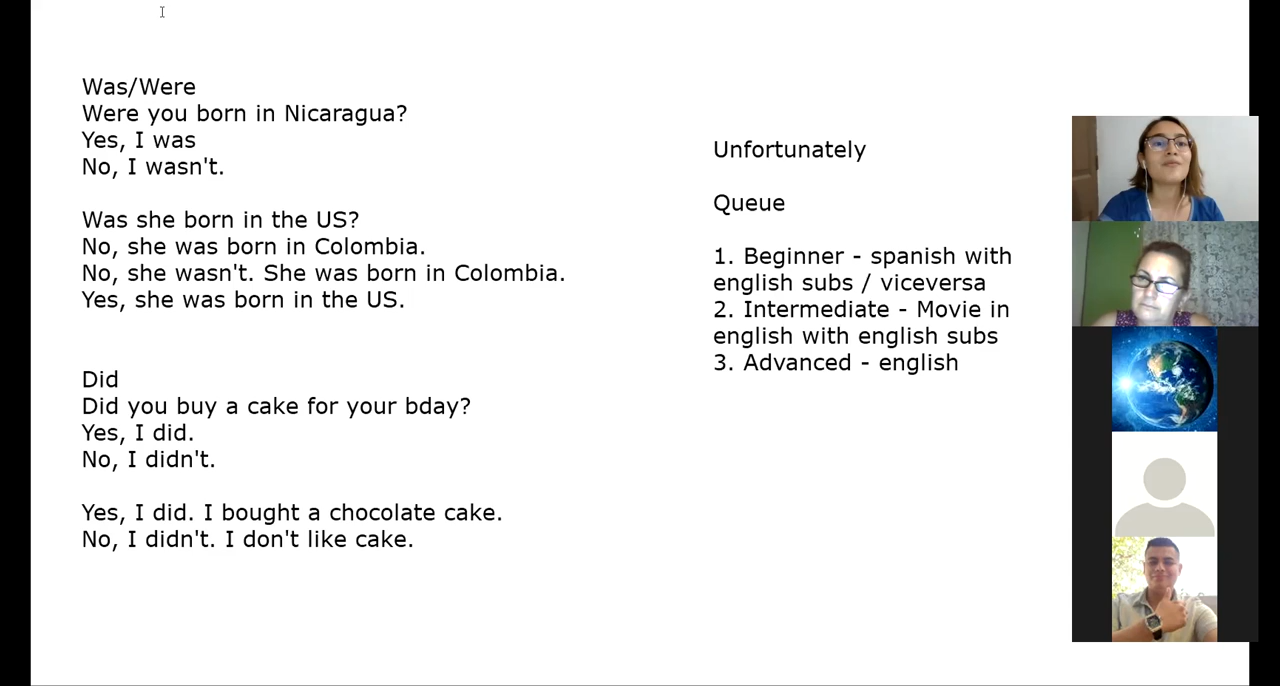 Was/Were
Were you born in Nicaragua?
Yes, I was
No, I wasn't.
Was she born in the US?
No, she was born in Colombia.
No, she wasn't. She was born in Colombia.
Yes, she was born in the US.
Did
Did you buy a cake for your bday?
Yes, I did.
No, I didn't.
Yes, I did. I bought a chocolate cake.
No, I didn't. I don't like cake.
Unfortunately
Queue
1. Beginner - spanish with
english subs / viceversa
2. Intermediate - Movie in
english with english subs
3. Advanced - english